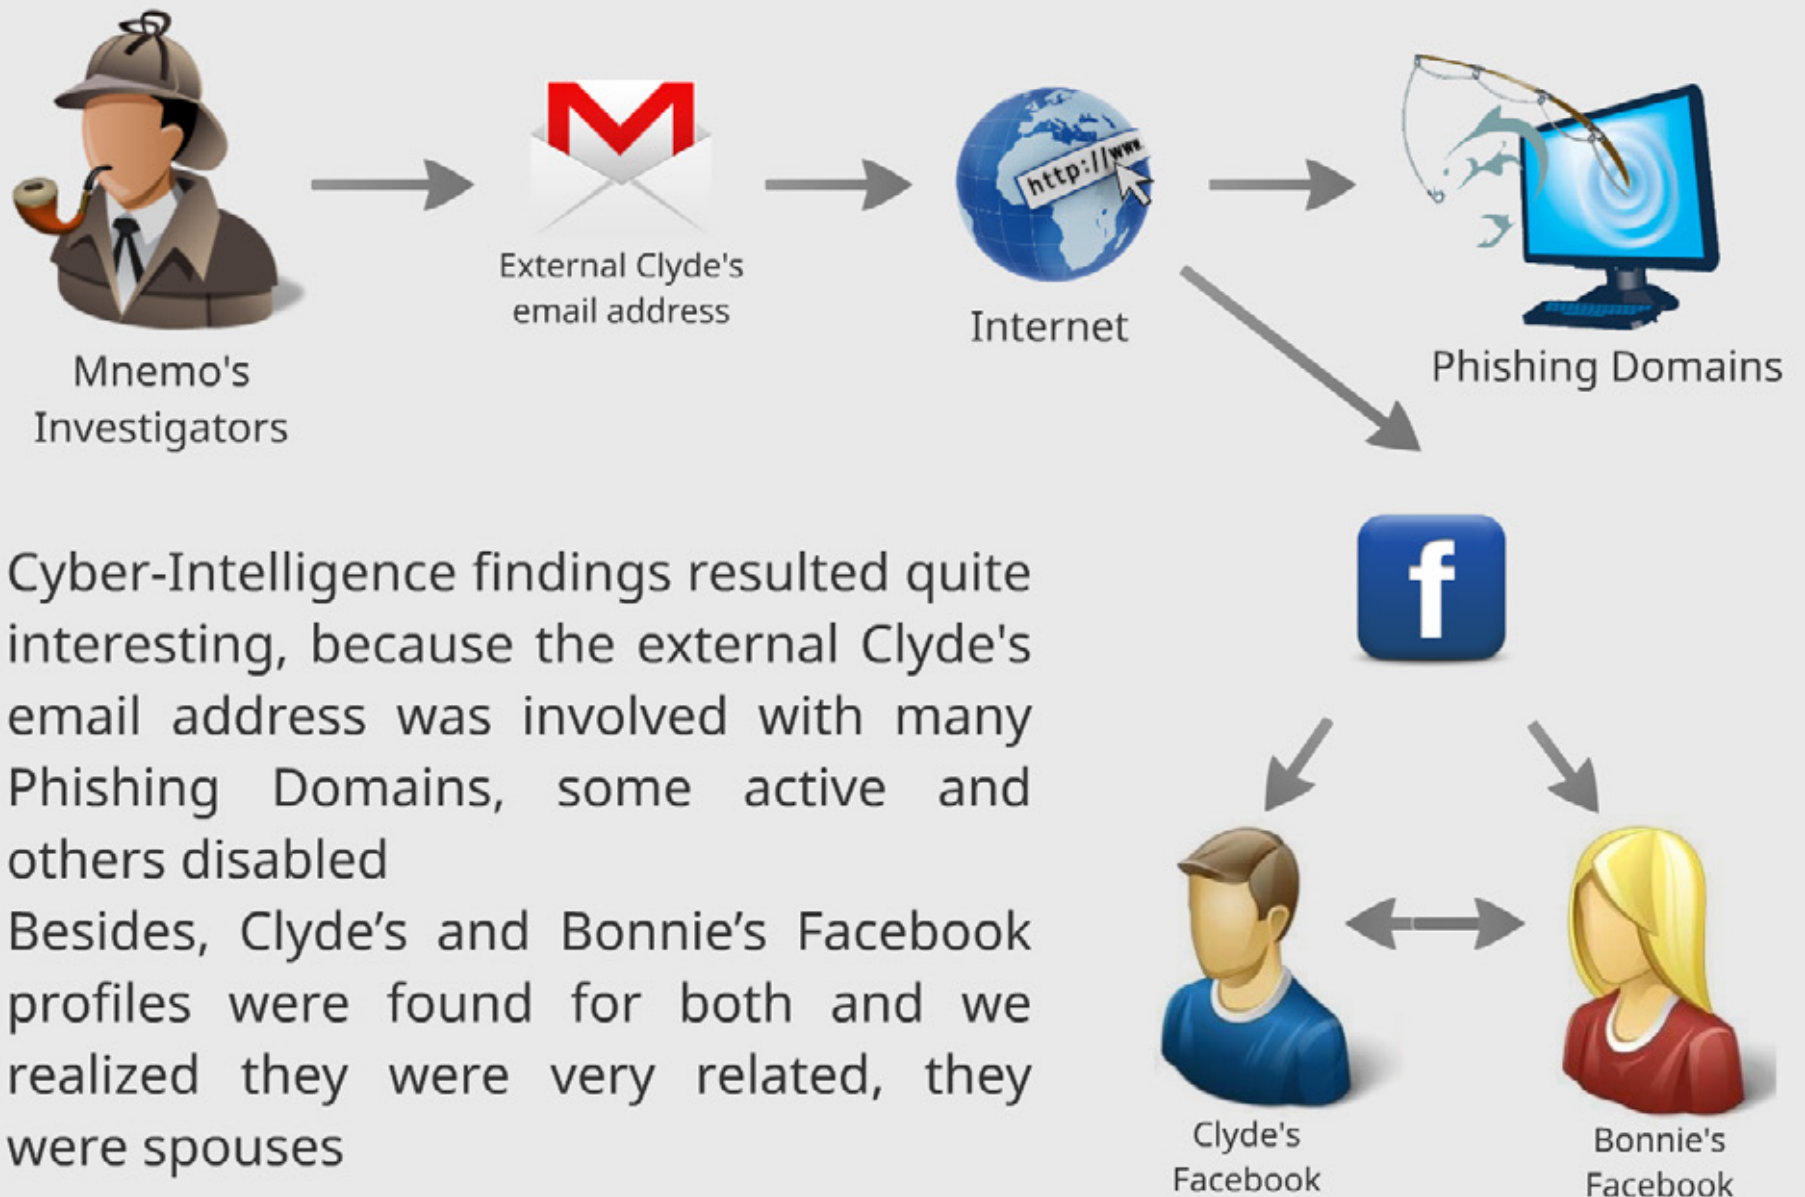 http://www.
External Clyde's
email address
Internet
Mnemo's
Investigators
Phishing Domains
f
Cyber-Intelligence findings resulted quite
interesting, because the external Clyde's
email address was involved with many
Phishing Domains, some active and
others disabled
Besides, Clyde’s and Bonnie’s Facebook
profiles were found for both and we
realized they were very related, they
were spouses
Clyde's
Facebook
Bonnie's
Facebook